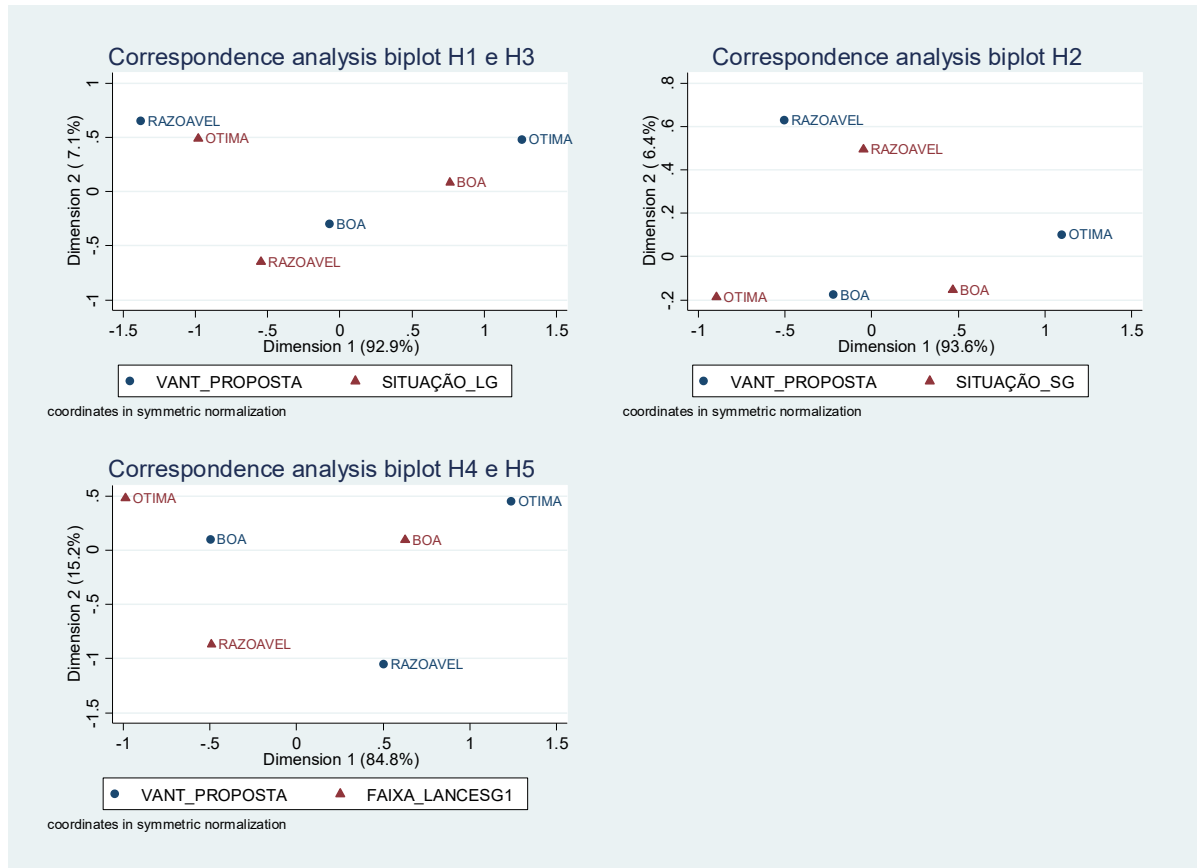 Correspondence analysis biplot H1 e H3
Dimension 2 ( 7.1%)
1
.5
0
-.5
-1
RAZOAVEL
OTIMA
OTIMA
BOA
BOA
RAZOAVEL
-1.5 -1 -.5 0 .5 1 1.5
Dimension 1 (92.9%)
VANT_PROPOSTA SITUAÇÃO_LG
coordinates in symmetric normalization
Correspondence analysis biplot H2
Dimension 2 ( 6.4%)
.8
.6
.4
.2
0
-.2
RAZOAVEL
RAZOAVEL
OTIMA
OTIMA
BOA
BOA
-1 -.5 0 .5 1 1.5
Dimension 1 (93.6%)
VANT_PROPOSTA SITUAÇÃO_SG
coordinates in symmetric normalization
Correspondence analysis biplot H4 e H5
Dimension 2 (15.2%)
.5
0
-.5
-1
-1.5
OTIMA
OTIMA
BOA
BOA
RAZOAVEL
RAZOAVEL
-1 -.5 0 .5 1 1.5
Dimension 1 (84.8%)
VANT_PROPOSTA FAIXA_LANCESG1
coordinates in symmetric normalization